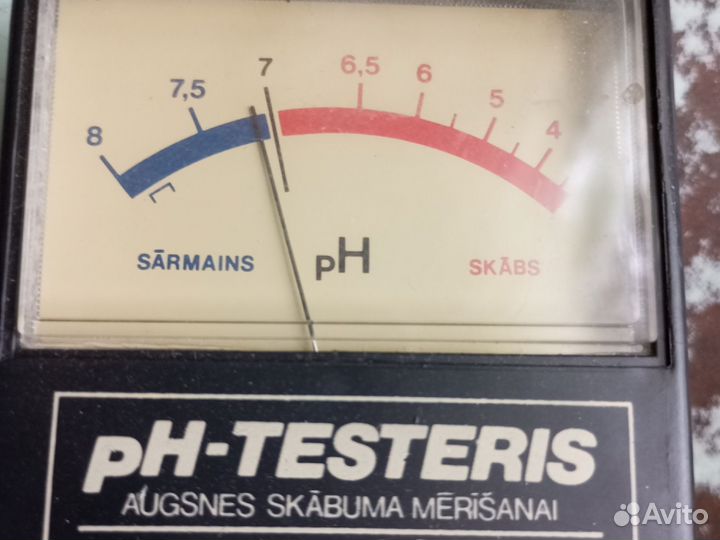 8 7,5 7 6,5 6 5 4
SĀRMAINS pH SKĀBS
pH-TESTERIS
AUGSNES SKĀBUMA MĒRĪŠANAI
Avito